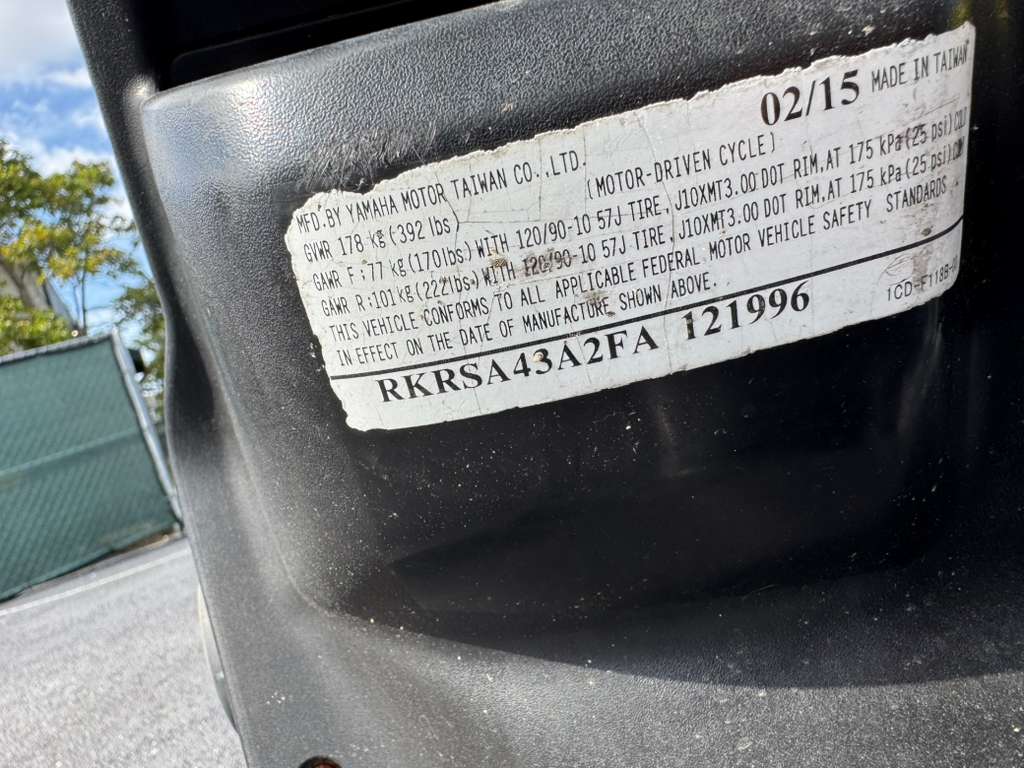 02/15 MADE IN TAIWAN
MFD.BY YAMAHA MOTOR TAIWAN CO.,LTD.
GVWR 178 kg(392 lbs) (MOTOR-DRIVEN CYCLE)
GAWR F:77 kg(170lbs)WITH 120/90-10 57J TIRE, J10XMT3.00 DOT RIM,AT 175 kPa(25 psi)COLD
GAWR R:101kg(222lbs.)WITH 120/90-10 57J TIRE, J10XMT3.00 DOT RIM,AT 175 kPa(25 psi)
THIS VEHICLE CONFORMS TO ALL APPLICABLE FEDERAL MOTOR VEHICLE SAFETY STANDARDS
IN EFFECT ON THE DATE OF MANUFACTURE SHOWN ABOVE.
RKRSA43A2FA 121996